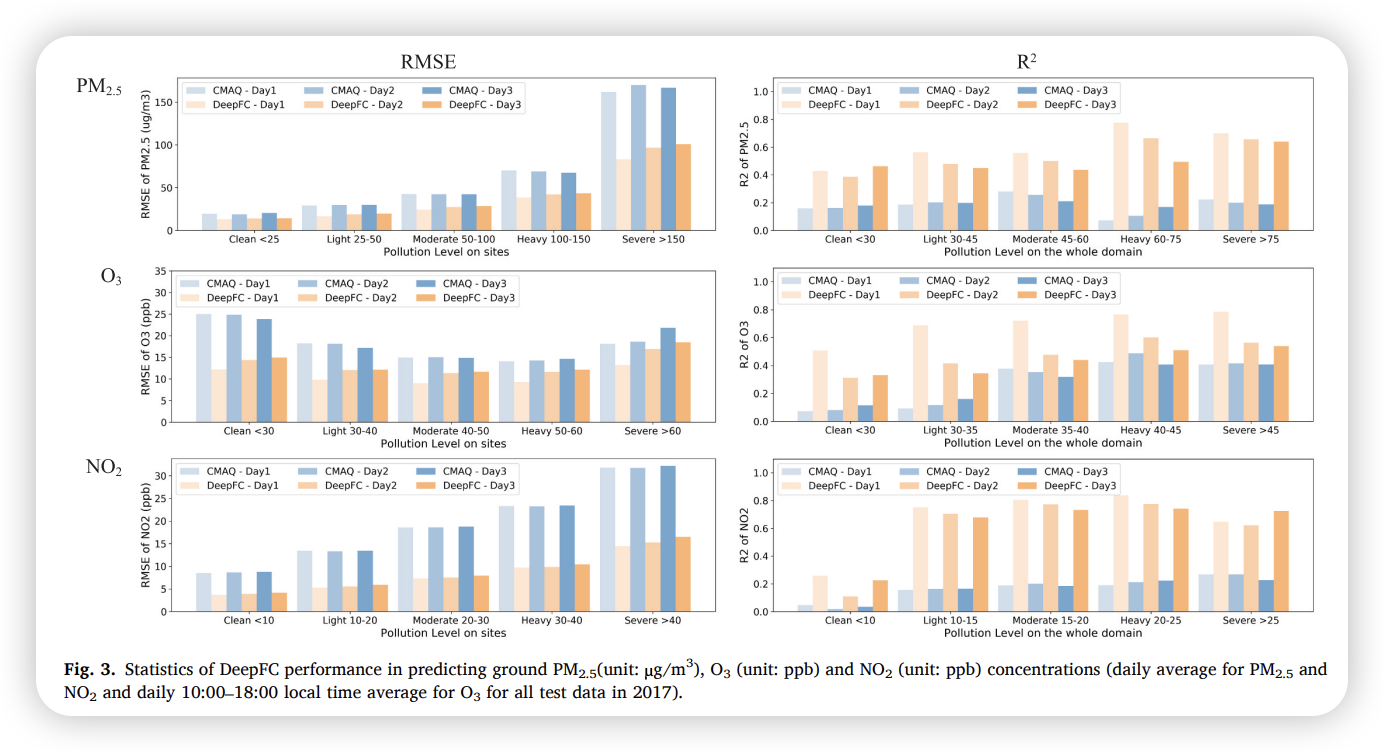 RMSE
R²
PM₂.₅
RMSE of PM2.5 (ug/m3)
150
100
50
0
CMAQ - Day1 CMAQ - Day2 CMAQ - Day3
DeepFC - Day1 DeepFC - Day2 DeepFC - Day3
Clean <25 Light 25-50 Moderate 50-100 Heavy 100-150 Severe >150
Pollution Level on sites
R2 of PM2.5
1.0
0.8
0.6
0.4
0.2
0.0
CMAQ - Day1 CMAQ - Day2 CMAQ - Day3
DeepFC - Day1 DeepFC - Day2 DeepFC - Day3
Clean <30 Light 30-45 Moderate 45-60 Heavy 60-75 Severe >75
Pollution Level on the whole domain
O₃
RMSE of O3 (ppb)
35
30
25
20
15
10
5
0
CMAQ - Day1 CMAQ - Day2 CMAQ - Day3
DeepFC - Day1 DeepFC - Day2 DeepFC - Day3
Clean <30 Light 30-40 Moderate 40-50 Heavy 50-60 Severe >60
Pollution Level on sites
R2 of O3
1.0
0.8
0.6
0.4
0.2
0.0
CMAQ - Day1 CMAQ - Day2 CMAQ - Day3
DeepFC - Day1 DeepFC - Day2 DeepFC - Day3
Clean <30 Light 30-35 Moderate 35-40 Heavy 40-45 Severe >45
Pollution Level on the whole domain
NO₂
RMSE of NO2 (ppb)
30
25
20
15
10
5
0
CMAQ - Day1 CMAQ - Day2 CMAQ - Day3
DeepFC - Day1 DeepFC - Day2 DeepFC - Day3
Clean <10 Light 10-20 Moderate 20-30 Heavy 30-40 Severe >40
Pollution Level on sites
R2 of NO2
1.0
0.8
0.6
0.4
0.2
0.0
CMAQ - Day1 CMAQ - Day2 CMAQ - Day3
DeepFC - Day1 DeepFC - Day2 DeepFC - Day3
Clean <10 Light 10-15 Moderate 15-20 Heavy 20-25 Severe >25
Pollution Level on the whole domain
Fig. 3. Statistics of DeepFC performance in predicting ground PM₂.₅(unit: μg/m³), O₃ (unit: ppb) and NO₂ (unit: ppb) concentrations (daily average for PM₂.₅ and
NO₂ and daily 10:00–18:00 local time average for O₃ for all test data in 2017).